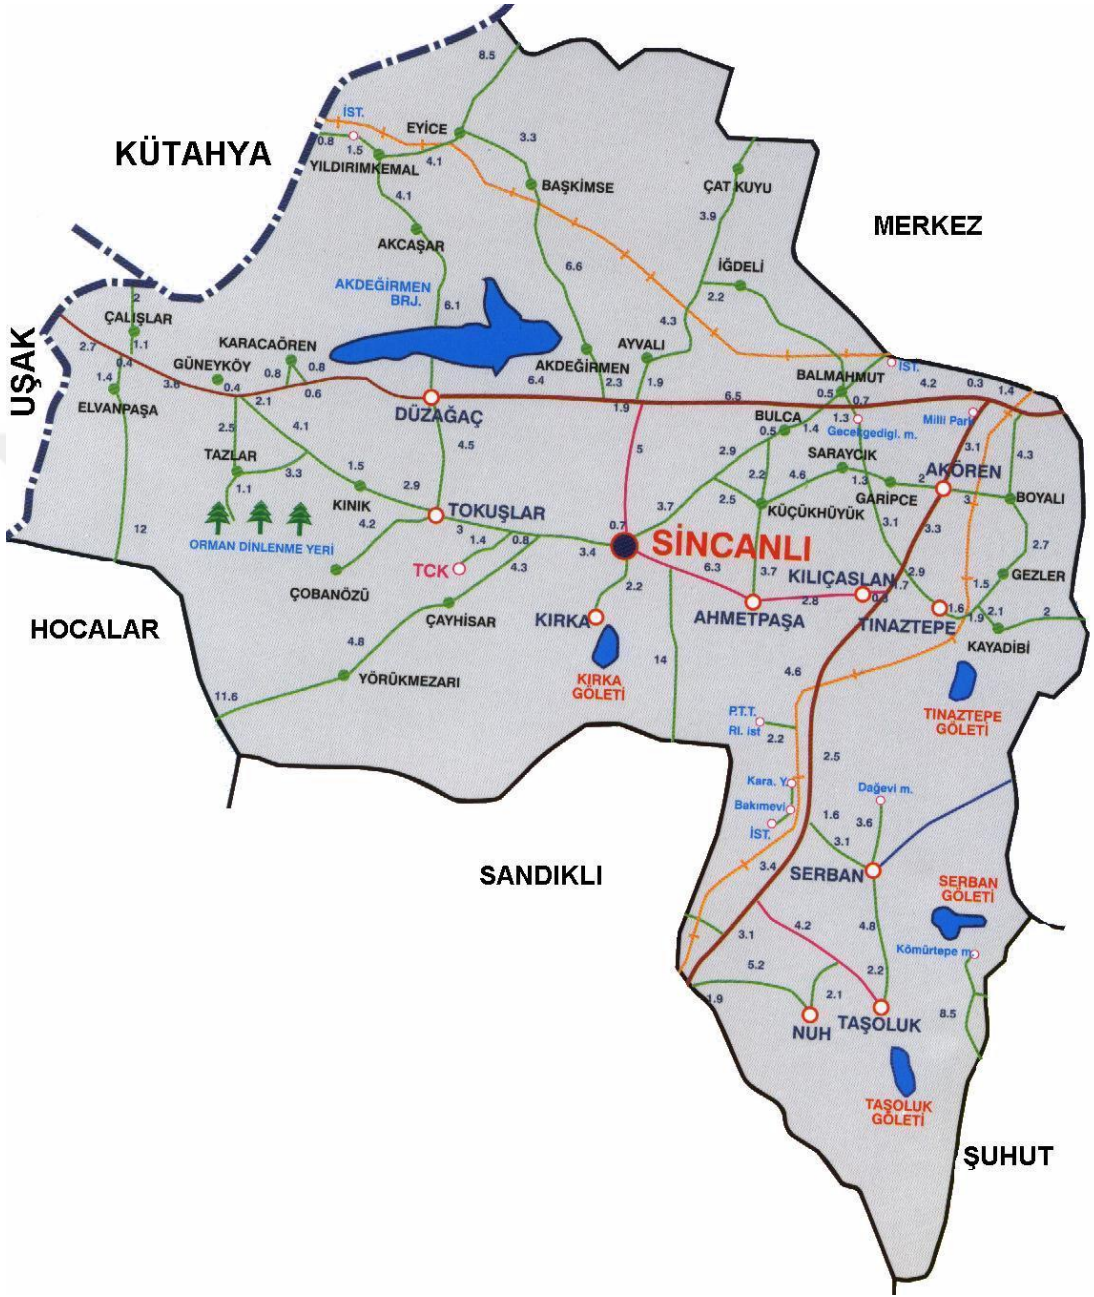 8.5
İST.
EYİCE
0.8
1.5
3.3
KÜTAHYA
YILDIRIMKEMAL
4.1
BAŞKİMSE
ÇAT KUYU
4.1
3.9
MERKEZ
AKCAŞAR
İĞDELİ
6.6
AKDEĞİRMEN
BRJ.
2
2.2
6.1
ÇALIŞLAR
4.3
UŞAK
1.1
KARACAÖREN
AYVALI
2.7
0.4
GÜNEYKÖY
0.8
0.8
AKDEĞİRMEN
İST.
1.4
3.8
0.4
6.4
2.3
1.9
BALMAHMUT
4.2
0.3
1.4
2.1
0.6
6.5
0.5
0.7
ELVANPAŞA
DÜZAĞAÇ
1.9
BULCA
1.3
Milli Park
2.5
4.1
0.5
1.4
Gecekgedigi. m.
4.5
5
2.9
SARAYCIK
3.1
4.3
TAZLAR
3.3
1.5
2.2
4.6
1.3
2
AKÖREN
1.1
2.9
2.5
GARİPCE
3
BOYALI
KINIK
TOKUŞLAR
3.7
KÜÇÜKHÜYÜK
12
4.2
3
0.7
3.1
3.3
ORMAN DİNLENME YERİ
1.4
0.8
3.4
SİNCANLI
2.7
TCK
4.3
6.3
3.7
KILIÇASLAN
2.9
GEZLER
ÇOBANÖZÜ
2.2
2.8
0.8
1.7
1.5
HOCALAR
ÇAYHİSAR
KIRKA
AHMETPAŞA
TINAZTEPE
1.6
1.9
2.1
2
4.8
KAYADİBİ
YÖRÜKMEZARI
14
4.6
11.6
KIRKA
GÖLETİ
P.T.T.
Rl. ist
2.2
TINAZTEPE
GÖLETİ
2.5
Kara. Y.
Dağevi m.
Bakımevi
1.6
3.6
İST.
3.1
SANDIKLI
3.4
SERBAN
SERBAN
GÖLETİ
4.2
4.8
3.1
Kömürtepe m.
5.2
2.2
1.9
2.1
8.5
NUH
TAŞOLUK
TAŞOLUK
GÖLETİ
ŞUHUT